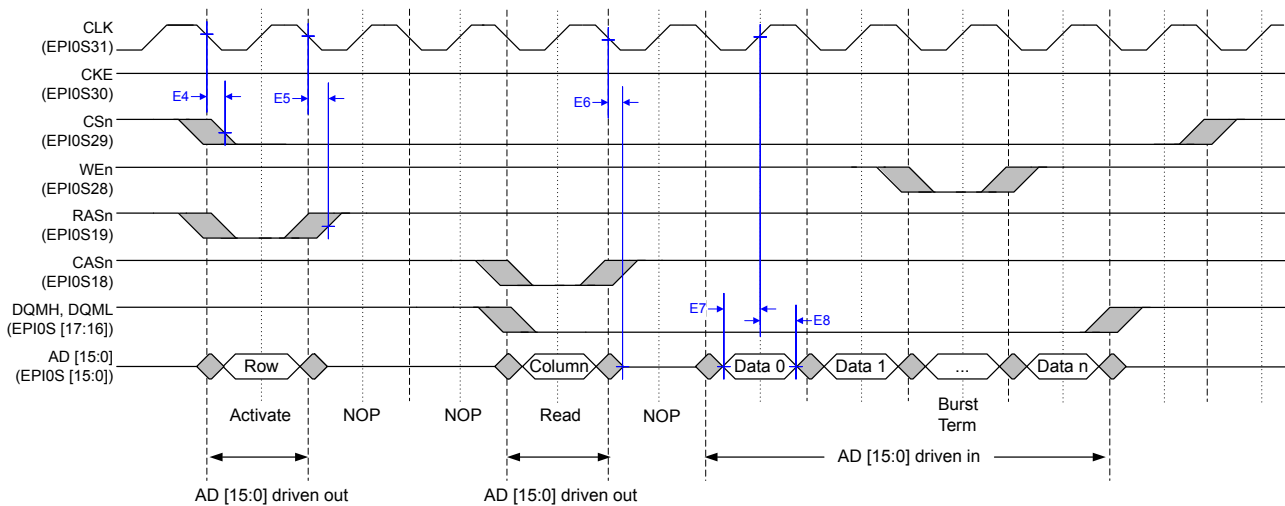 CLK
(EPI0S31)
CKE
(EPI0S30)
E4
E5
E6
CSn
(EPI0S29)
WEn
(EPI0S28)
RASn
(EPI0S19)
CASn
(EPI0S18)
DQMH, DQML
(EPI0S [17:16])
E7
E8
AD [15:0]
(EPI0S [15:0])
Row
Column
Data 0
Data 1
...
Data n
Activate
NOP
NOP
Read
NOP
Burst
Term
AD [15:0] driven in
AD [15:0] driven out
AD [15:0] driven out